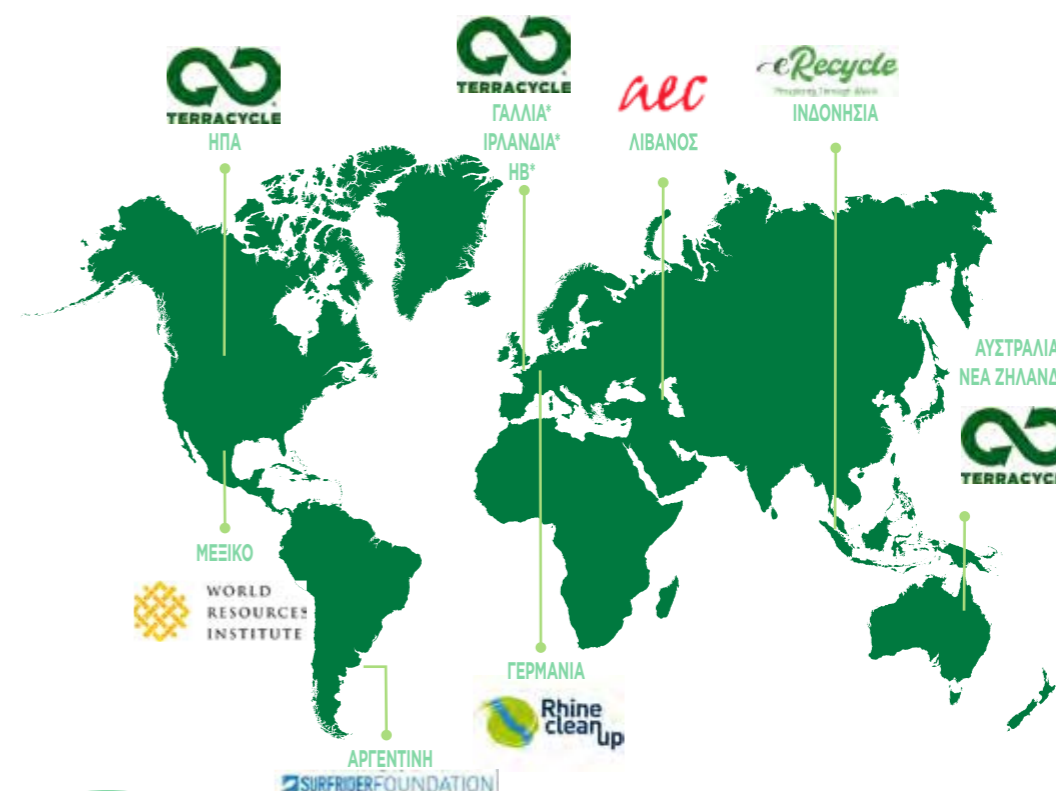 TERRACYCLE
ΗΠΑ
TERRACYCLE
ΓΑΛΛΙΑ*
ΙΡΛΑΝΔΙΑ*
ΗΒ*
aec
ΛΙΒΑΝΟΣ
eRecycle
ΙΝΔΟΝΗΣΙΑ
ΑΥΣΤΡΑΛΙΑ
ΝΕΑ ΖΗΛΑΝΔ
TERRACYCL
ΜΕΞΙΚΟ
WORLD
RESOURCES
INSTITUTE
ΓΕΡΜΑΝΙΑ
Rhine
clean
up
ΑΡΓΕΝΤΙΝΗ
SURFRIDERFOUNDATION